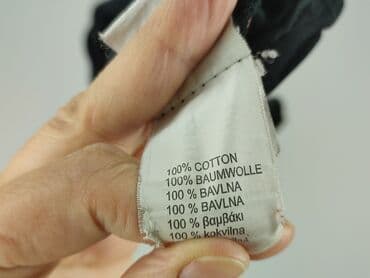 100% COTTON
100% BAUMWOLLE
100 % BAVLNA
100 % BAVLNA
100 % βαμβάκι
100 % kokvilna